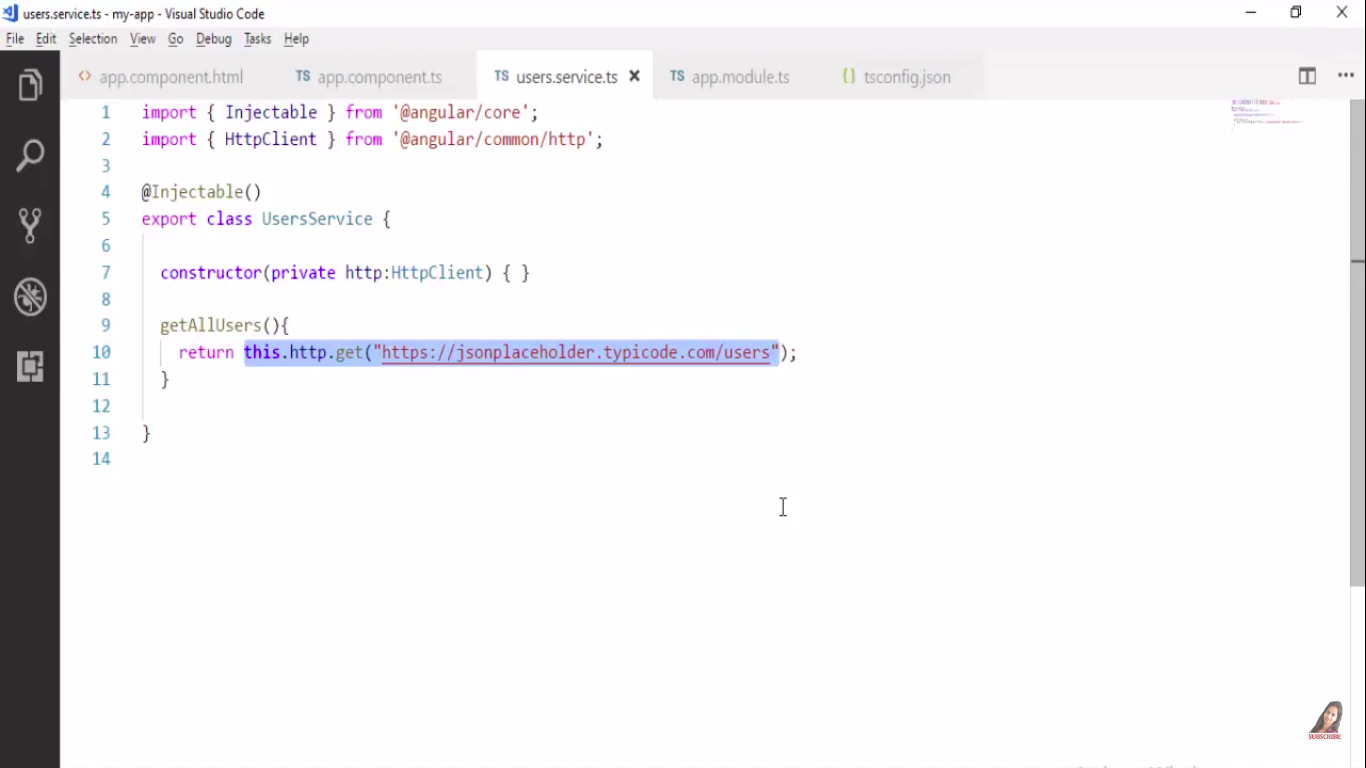 users.service.ts - my-app - Visual Studio Code
File Edit Selection View Go Debug Tasks Help
<> app.component.html TS app.component.ts TS users.service.ts × TS app.module.ts {} tsconfig.json
1 import { Injectable } from '@angular/core';
2 import { HttpClient } from '@angular/common/http';
3
4 @Injectable()
5 export class UsersService {
6
7 constructor(private http:HttpClient) { }
8
9 getAllUsers(){
10 return this.http.get("https://jsonplaceholder.typicode.com/users");
11 }
12
13 }
14
SUBSCRIBE